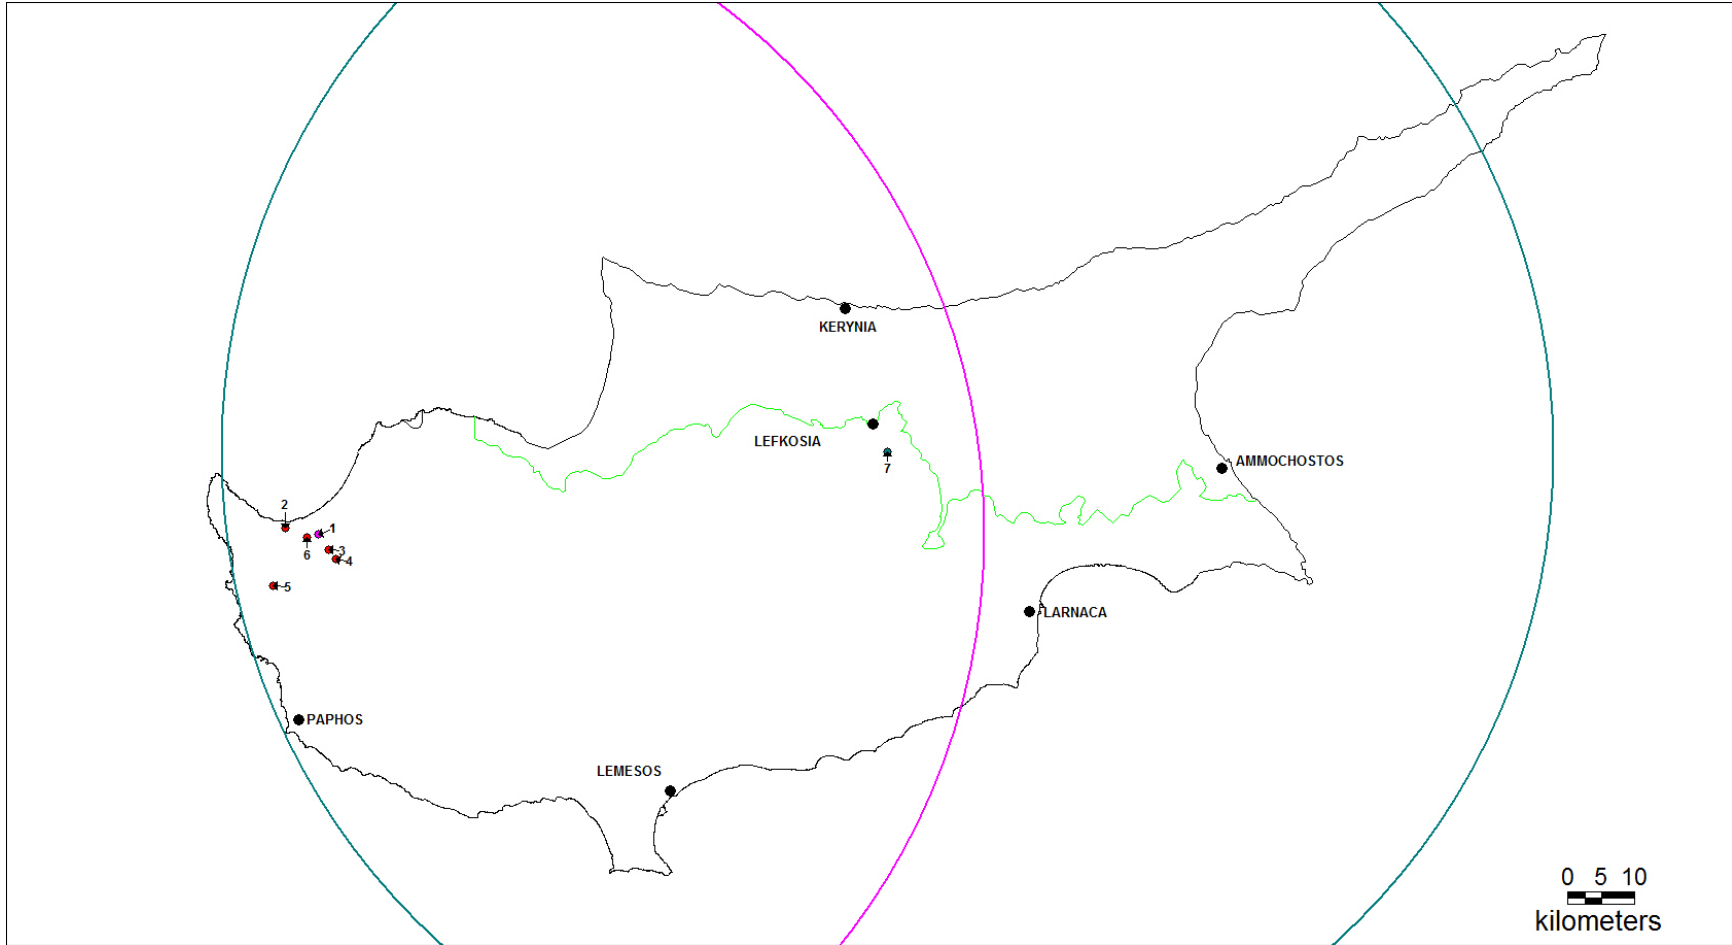 KERYNIA
LEFKOSIA
7
AMMOCHOSTOS
2
1
6
3
4
5
LARNACA
PAPHOS
LEMESOS
0 5 10
kilometers